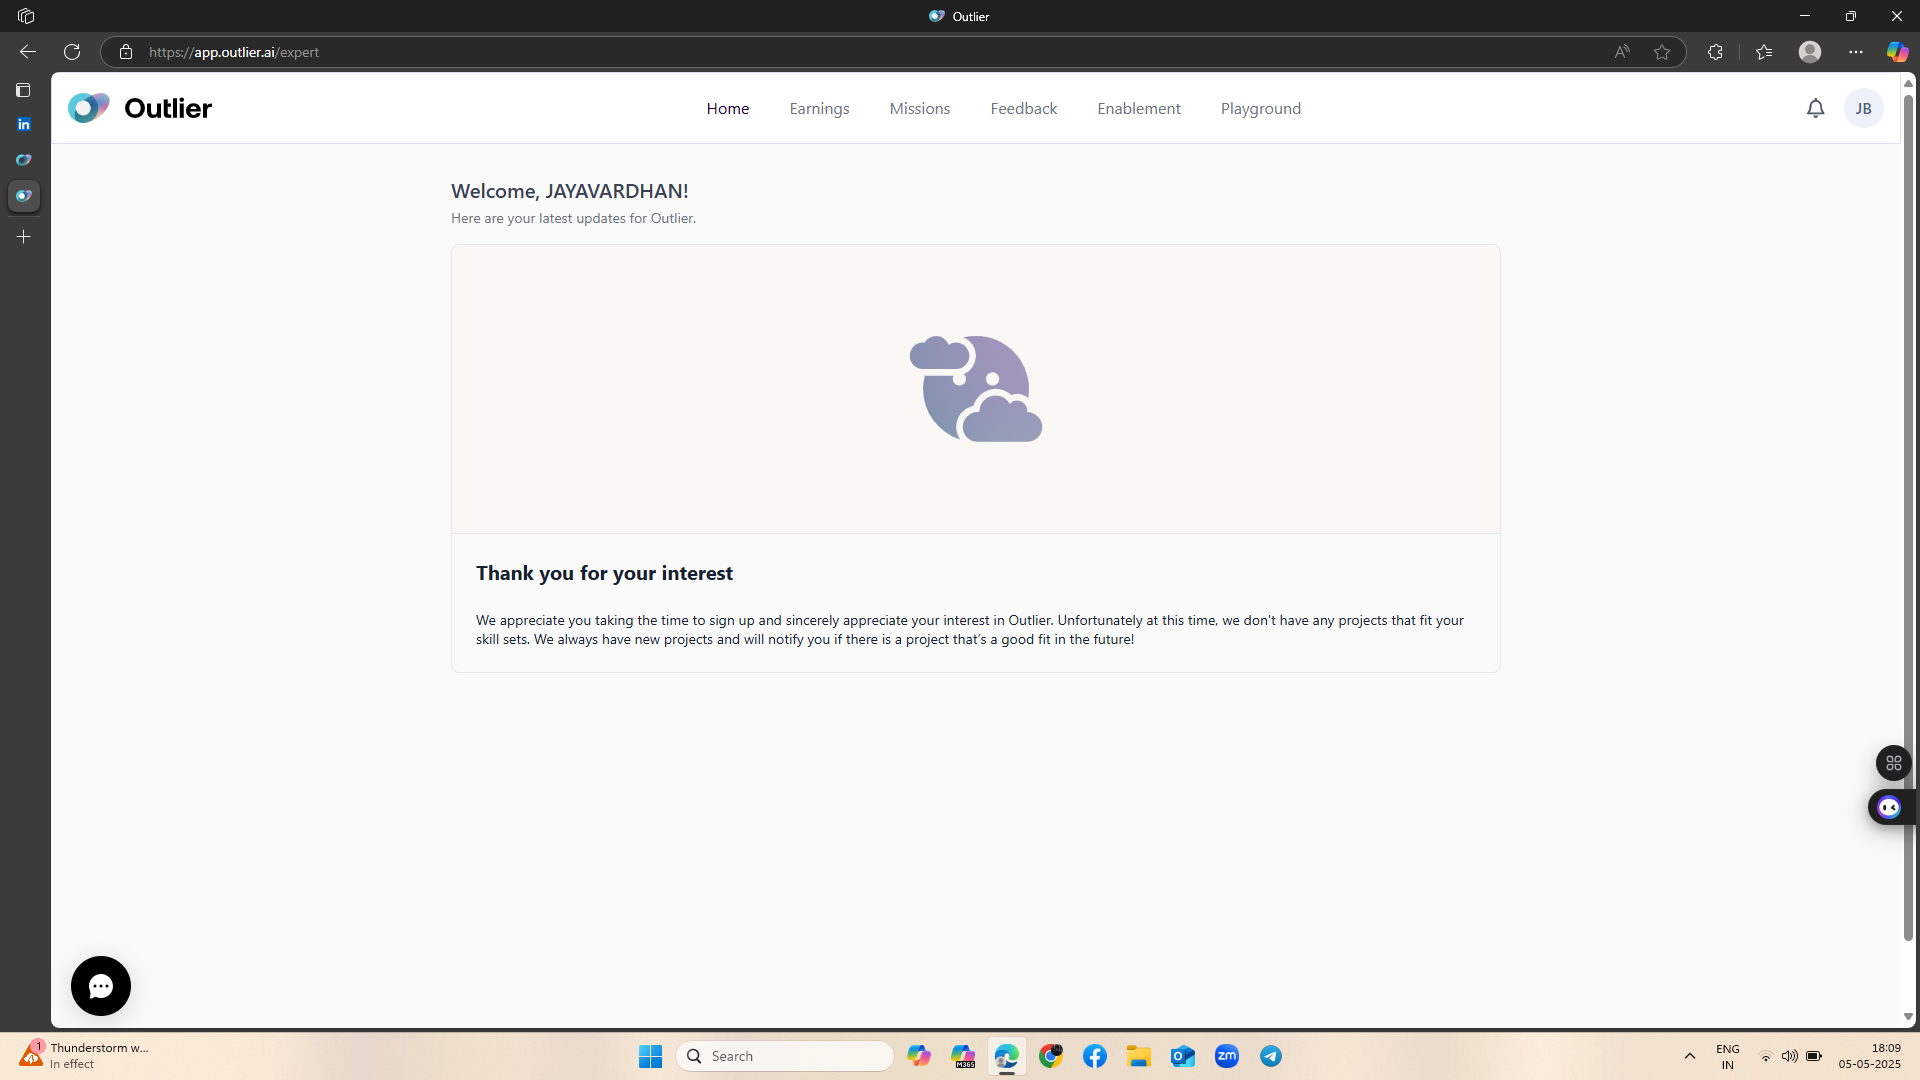 Outlier
https://app.outlier.ai/expert
Outlier
Home
Earnings
Missions
Feedback
Enablement
Playground
JB
Welcome, JAYAVARDHAN!
Here are your latest updates for Outlier.
Thank you for your interest
We appreciate you taking the time to sign up and sincerely appreciate your interest in Outlier. Unfortunately at this time, we don't have any projects that fit your
skill sets. We always have new projects and will notify you if there is a project that's a good fit in the future!
1
Thunderstorm w...
In effect
Search
M365
zm
ENG
IN
18:09
05-05-2025